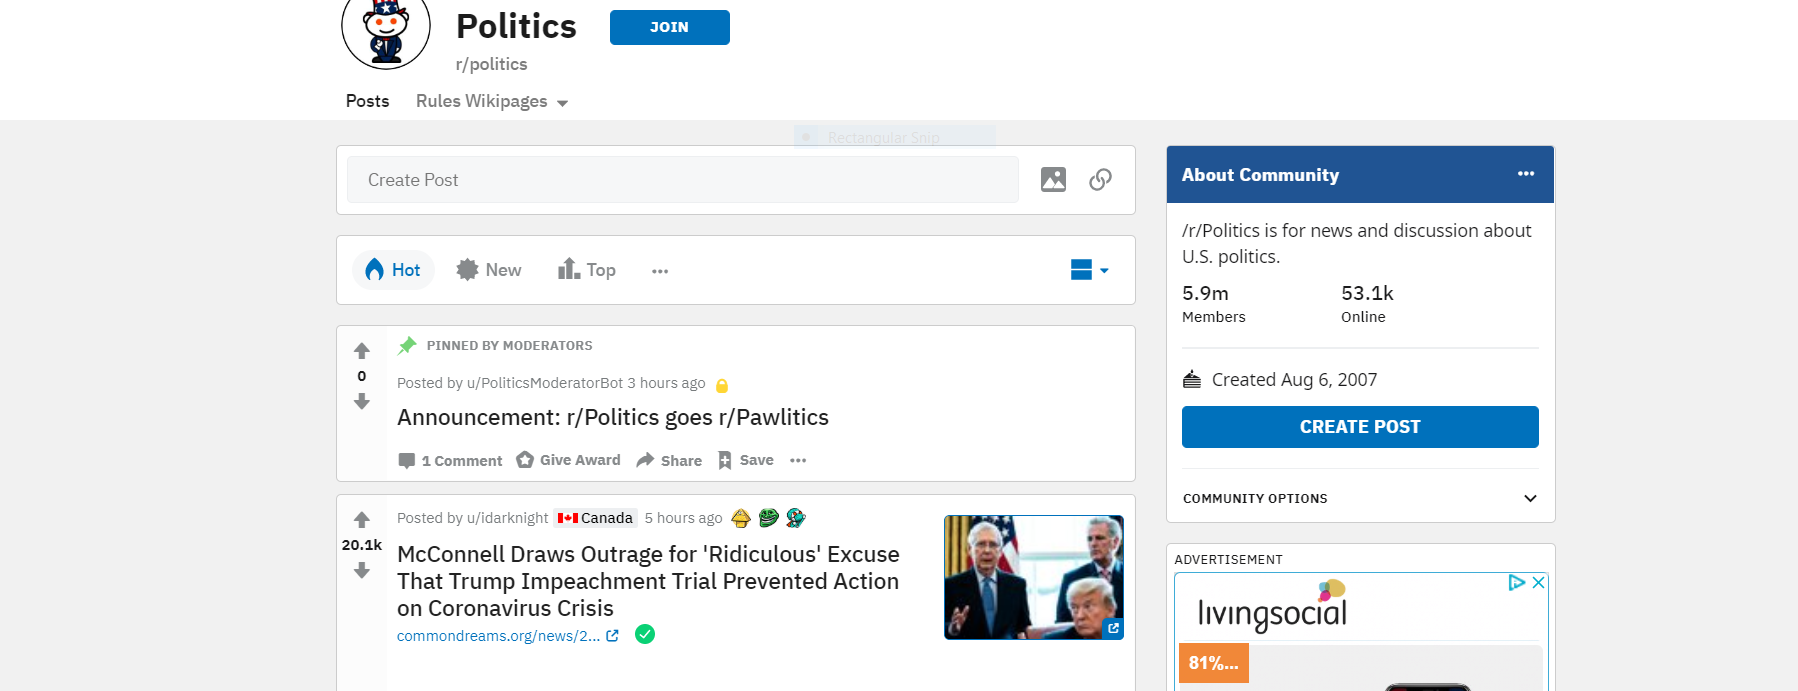 Politics
JOIN
r/politics
Posts
Rules Wikipages
Rectangular Snip
Create Post
Hot
New
Top
PINNED BY MODERATORS
0
Posted by u/PoliticsModeratorBot 3 hours ago
Announcement: r/Politics goes r/Pawlitics
1 Comment
Give Award
Share
Save
Posted by u/idarknight
Canada
5 hours ago
20.1k
McConnell Draws Outrage for 'Ridiculous' Excuse
That Trump Impeachment Trial Prevented Action
on Coronavirus Crisis
commondreams.org/news/2...
About Community
/r/Politics is for news and discussion about
U.S. politics.
5.9m
53.1k
Members
Online
Created Aug 6, 2007
CREATE POST
COMMUNITY OPTIONS
ADVERTISEMENT
livingsocial
81%...